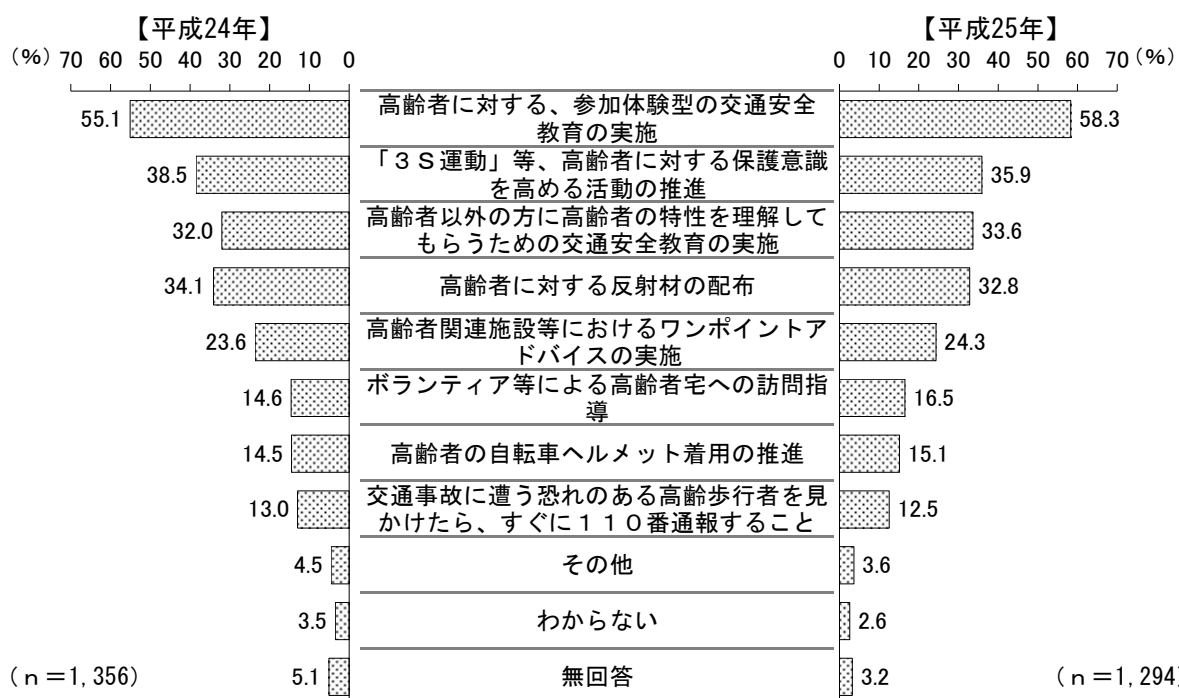 【平成24年】 【平成25年】
(%) 70 60 50 40 30 20 10 0 0 10 20 30 40 50 60 70 (%)
55.1 高齢者に対する、参加体験型の交通安全 58.3
教育の実施
38.5 「３Ｓ運動」等、高齢者に対する保護意識 35.9
を高める活動の推進
32.0 高齢者以外の方に高齢者の特性を理解して 33.6
もらうための交通安全教育の実施
34.1 高齢者に対する反射材の配布 32.8
23.6 高齢者関連施設等におけるワンポイントア 24.3
ドバイスの実施
14.6 ボランティア等による高齢者宅への訪問指 16.5
導
14.5 高齢者の自転車ヘルメット着用の推進 15.1
13.0 交通事故に遭う恐れのある高齢歩行者を見 12.5
かけたら、すぐに１１０番通報すること
4.5 その他 3.6
3.5 わからない 2.6
(ｎ＝1,356) 5.1 無回答 3.2 (ｎ＝1,294)